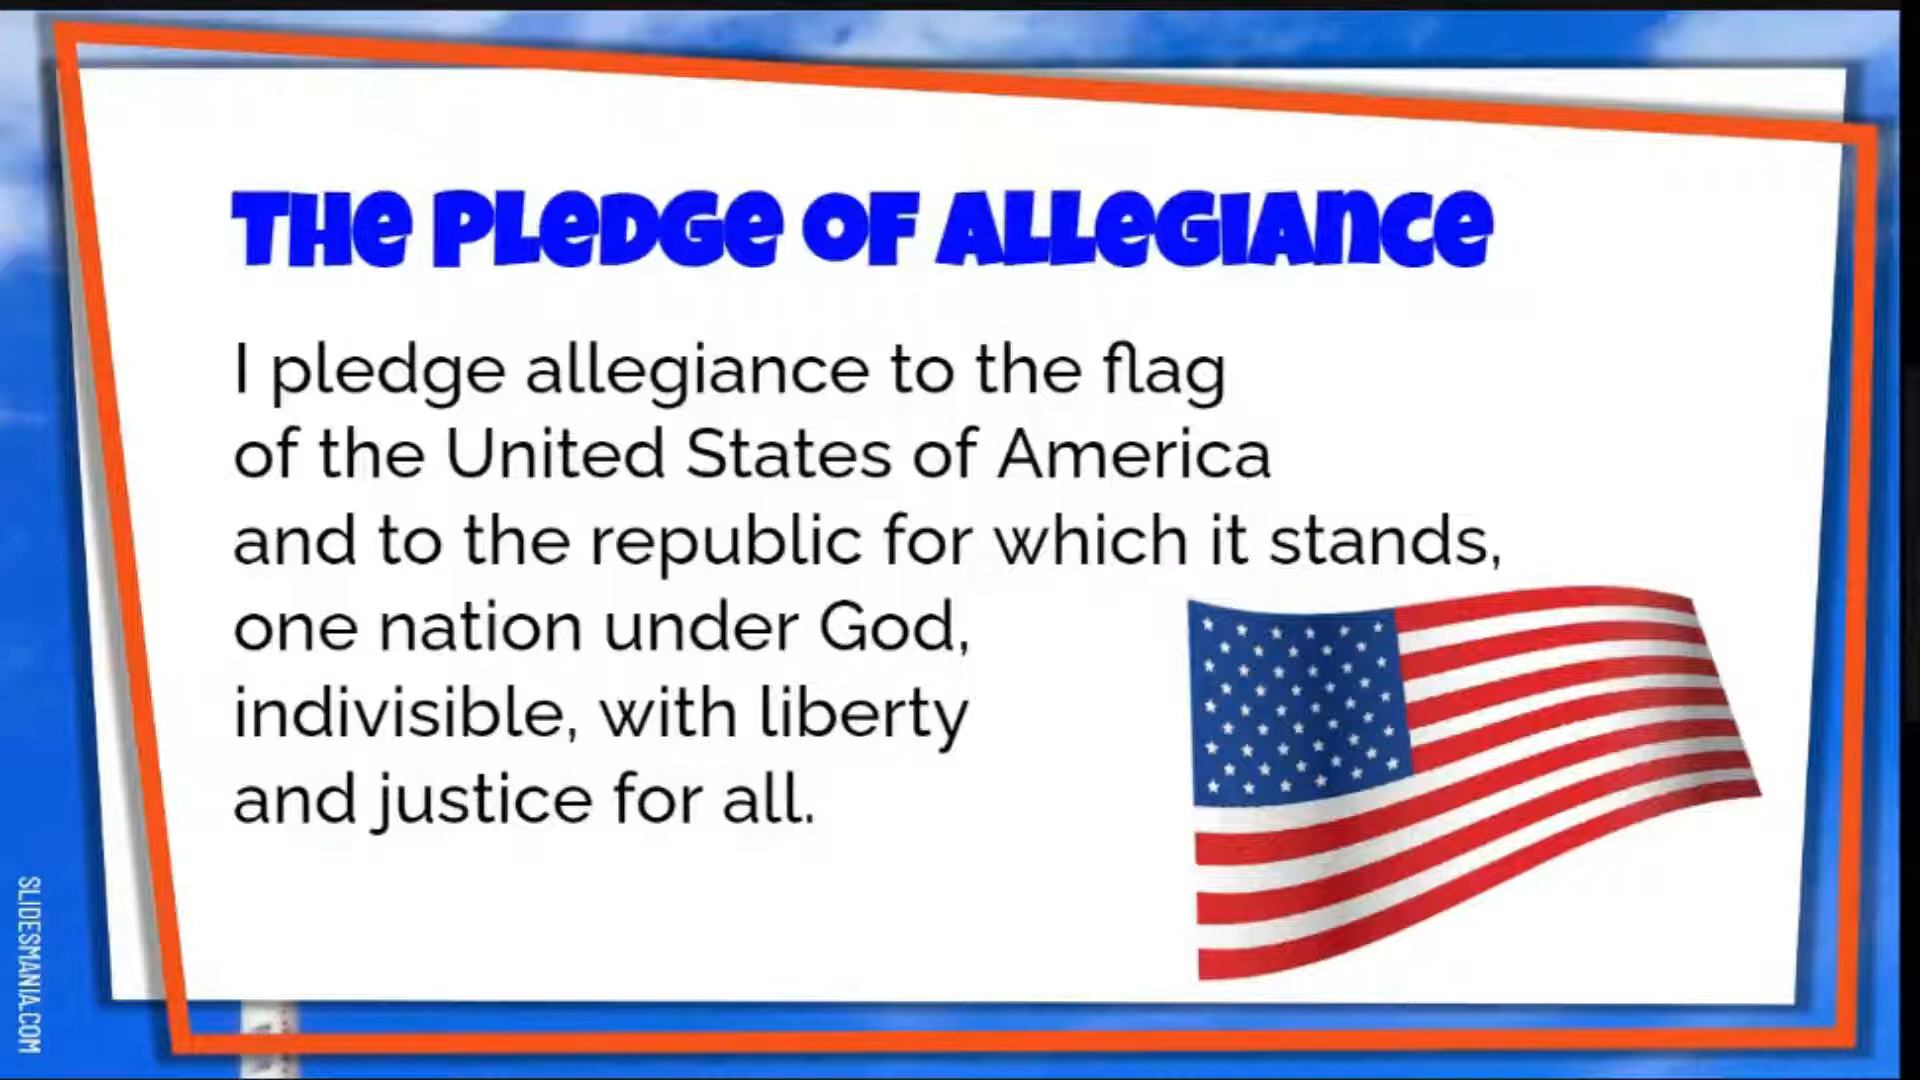 THe PLeDGe OF ALLeGIAnce
I pledge allegiance to the flag
of the United States of America
and to the republic for which it stands,
one nation under God,
indivisible, with liberty
and justice for all.
SLIDESMANIA.COM